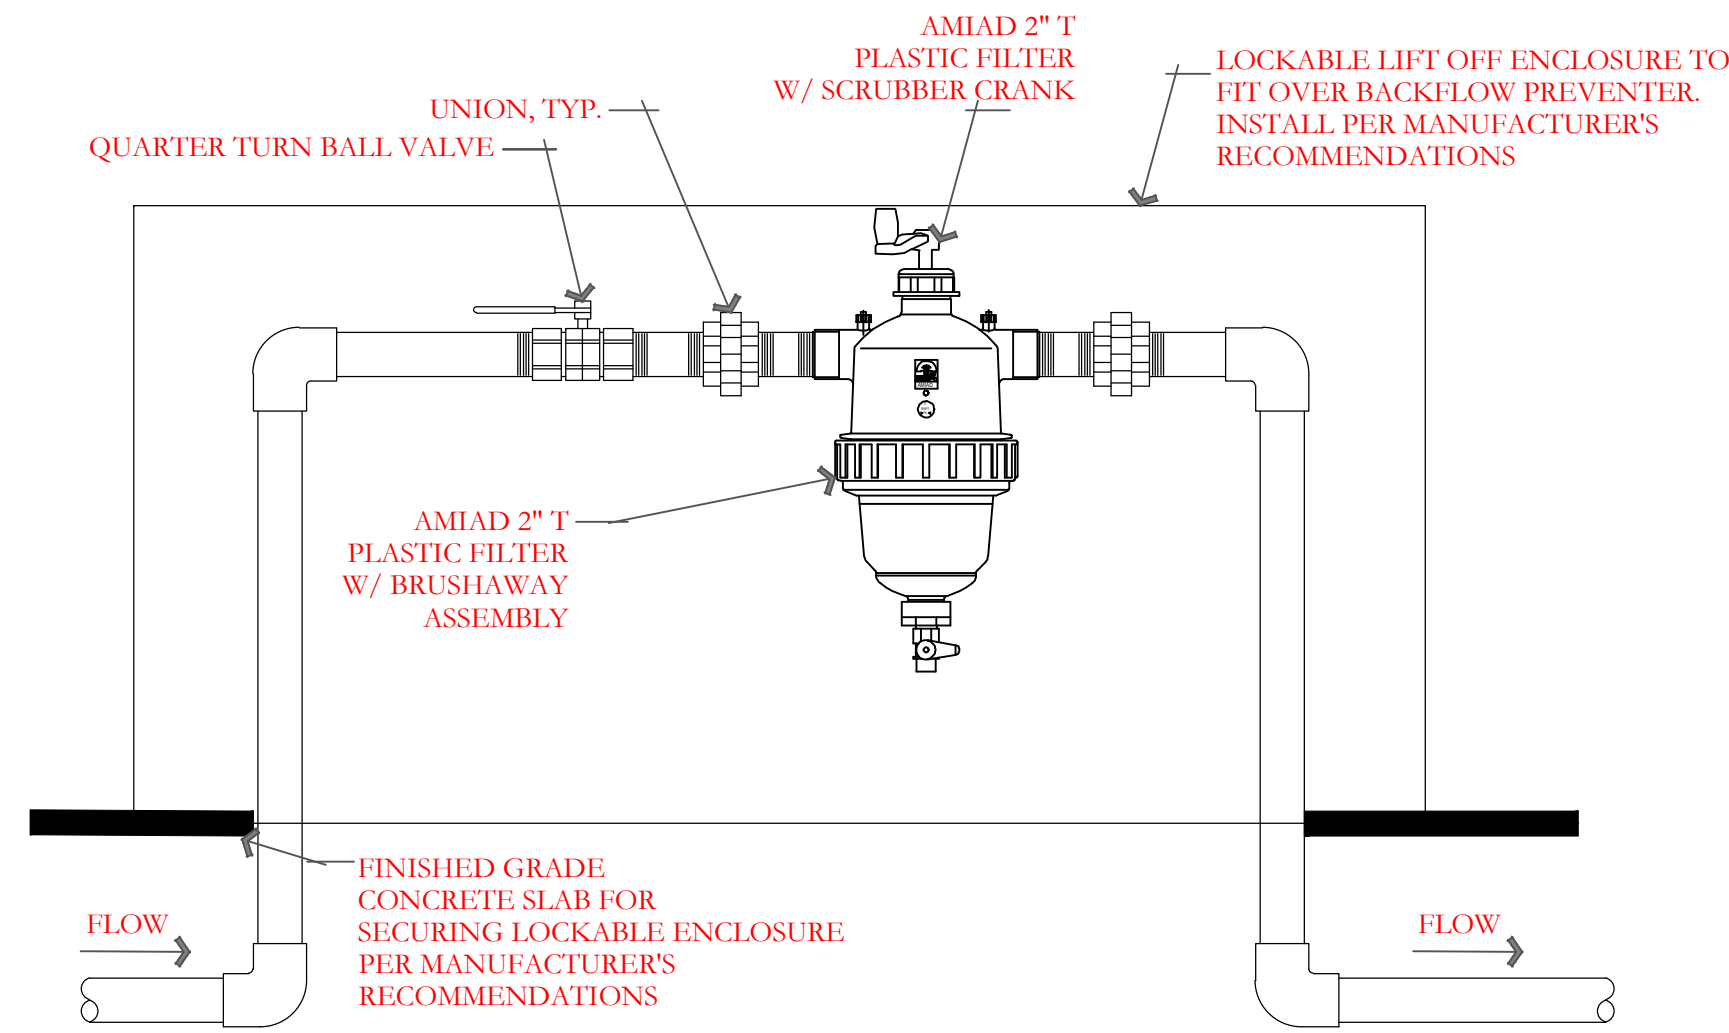 AMIAD 2" T
PLASTIC FILTER
W/ SCRUBBER CRANK
LOCKABLE LIFT OFF ENCLOSURE TO
FIT OVER BACKFLOW PREVENTER.
INSTALL PER MANUFACTURER'S
RECOMMENDATIONS
UNION, TYP.
QUARTER TURN BALL VALVE
AMIAD
AMIAD 2" T
PLASTIC FILTER
W/ BRUSHAWAY
ASSEMBLY
FINISHED GRADE
CONCRETE SLAB FOR
SECURING LOCKABLE ENCLOSURE
PER MANUFACTURER'S
RECOMMENDATIONS
FLOW
FLOW